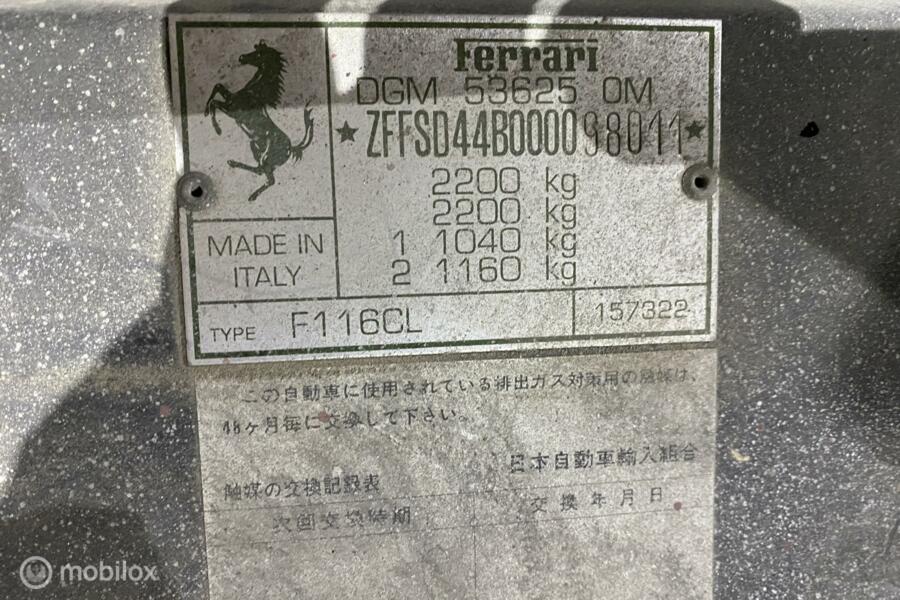 Ferrari
DGM 53625 OM
★ZFFSD44B000098011★
2200 kg
2200 kg
1 1040 kg
2 1160 kg
MADE IN
ITALY
TYPE F116CL
157322
この自動車に使用されている排出ガス対策用の触媒は、
48ヶ月毎に交換して下さい。
日本自動車輸入組合
触媒の交換記録表
次回交換時期
交換年月日
mobilox